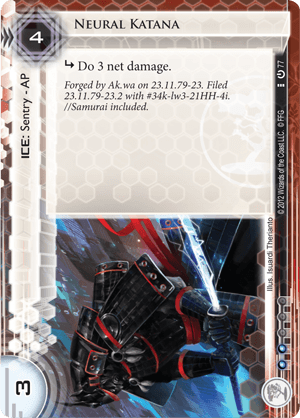 4
NEURAL KATANA
Do 3 net damage.
Forged by Ak.wa on 23.11.79-23. Filed
23.11.79-23.2 with #34k-lw3-21HH-4i.
//Samurai included.
ICE: Sentry - AP
77
© 2012 Wizards of the Coast LLC. © FFG
Illus. Isuardi Therianto
3